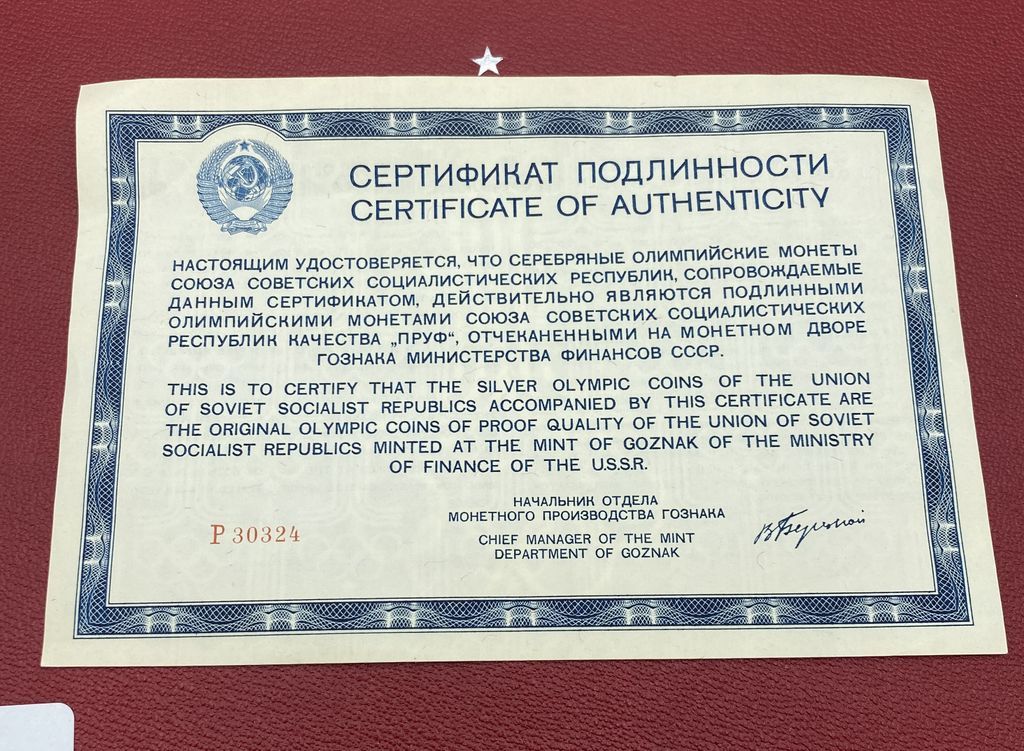 СЕРТИФИКАТ ПОДЛИННОСТИ
CERTIFICATE OF AUTHENTICITY
НАСТОЯЩИМ УДОСТОВЕРЯЕТСЯ, ЧТО СЕРЕБРЯНЫЕ ОЛИМПИЙСКИЕ МОНЕТЫ
СОЮЗА СОВЕТСКИХ СОЦИАЛИСТИЧЕСКИХ РЕСПУБЛИК, СОПРОВОЖДАЕМЫЕ
ДАННЫМ СЕРТИФИКАТОМ, ДЕЙСТВИТЕЛЬНО ЯВЛЯЮТСЯ ПОДЛИННЫМИ
ОЛИМПИЙСКИМИ МОНЕТАМИ СОЮЗА СОВЕТСКИХ СОЦИАЛИСТИЧЕСКИХ
РЕСПУБЛИК КАЧЕСТВА „ПРУФ“, ОТЧЕКАНЕННЫМИ НА МОНЕТНОМ ДВОРЕ
ГОЗНАКА МИНИСТЕРСТВА ФИНАНСОВ СССР.
THIS IS TO CERTIFY THAT THE SILVER OLYMPIC COINS OF THE UNION
OF SOVIET SOCIALIST REPUBLICS ACCOMPANIED BY THIS CERTIFICATE ARE
THE ORIGINAL OLYMPIC COINS OF PROOF QUALITY OF THE UNION OF SOVIET
SOCIALIST REPUBLICS MINTED AT THE MINT OF GOZNAK OF THE MINISTRY
OF FINANCE OF THE U.S.S.R.
НАЧАЛЬНИК ОТДЕЛА
МОНЕТНОГО ПРОИЗВОДСТВА ГОЗНАКА
CHIEF MANAGER OF THE MINT
DEPARTMENT OF GOZNAK
Р 30324